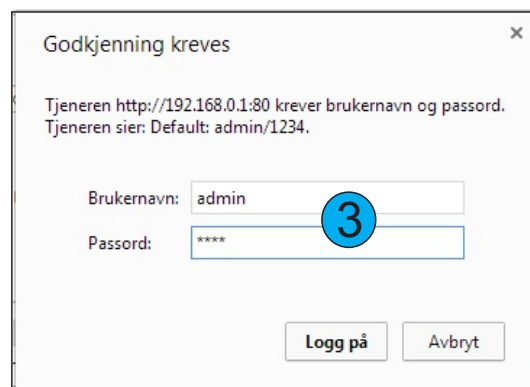 Godkjenning kreves
×
Tjeneren http://192.168.0.1:80 krever brukernavn og passord.
Tjeneren sier: Default: admin/1234.
Brukernavn: admin
3
Passord: ****
Logg på Avbryt